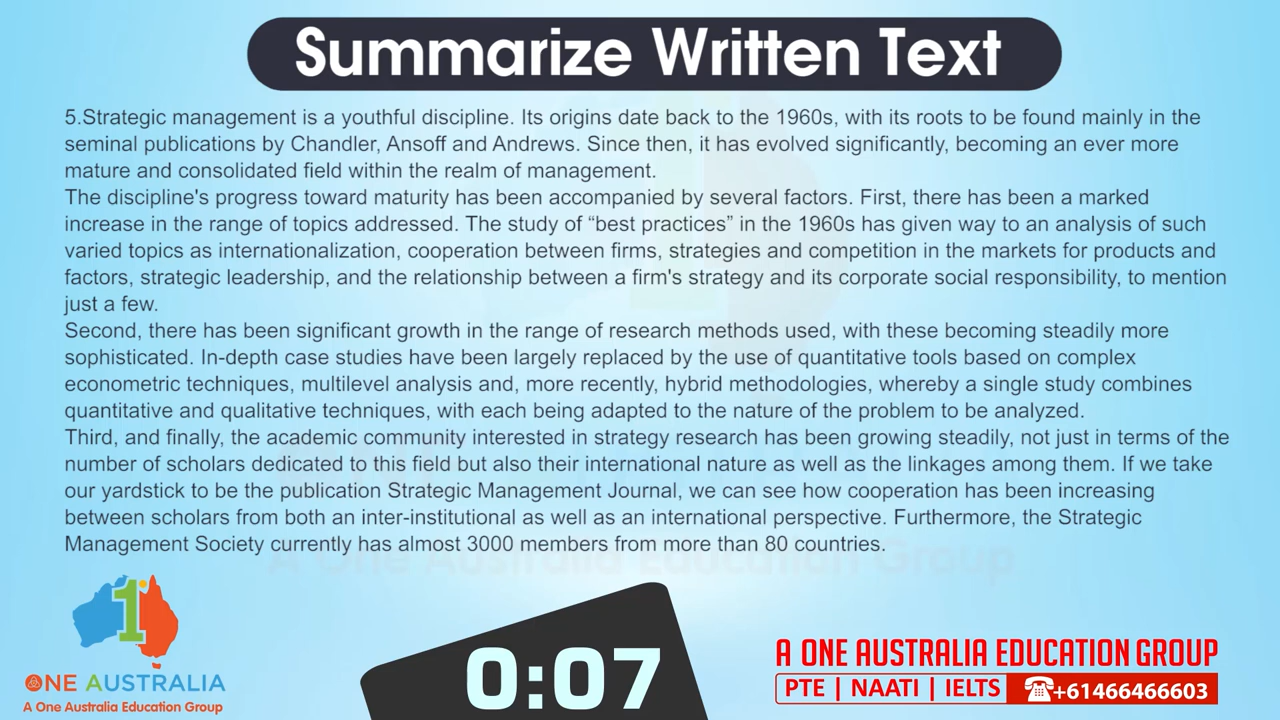 Summarize Written Text
5.Strategic management is a youthful discipline. Its origins date back to the 1960s, with its roots to be found mainly in the
seminal publications by Chandler, Ansoff and Andrews. Since then, it has evolved significantly, becoming an ever more
mature and consolidated field within the realm of management.
The discipline's progress toward maturity has been accompanied by several factors. First, there has been a marked
increase in the range of topics addressed. The study of “best practices” in the 1960s has given way to an analysis of such
varied topics as internationalization, cooperation between firms, strategies and competition in the markets for products and
factors, strategic leadership, and the relationship between a firm's strategy and its corporate social responsibility, to mention
just a few.
Second, there has been significant growth in the range of research methods used, with these becoming steadily more
sophisticated. In-depth case studies have been largely replaced by the use of quantitative tools based on complex
econometric techniques, multilevel analysis and, more recently, hybrid methodologies, whereby a single study combines
quantitative and qualitative techniques, with each being adapted to the nature of the problem to be analyzed.
Third, and finally, the academic community interested in strategy research has been growing steadily, not just in terms of the
number of scholars dedicated to this field but also their international nature as well as the linkages among them. If we take
our yardstick to be the publication Strategic Management Journal, we can see how cooperation has been increasing
between scholars from both an inter-institutional as well as an international perspective. Furthermore, the Strategic
Management Society currently has almost 3000 members from more than 80 countries.
A One Australia Education Group
1
ONE AUSTRALIA
A One Australia Education Group
0:07
A ONE AUSTRALIA EDUCATION GROUP
PTE | NAATI | IELTS +61466466603